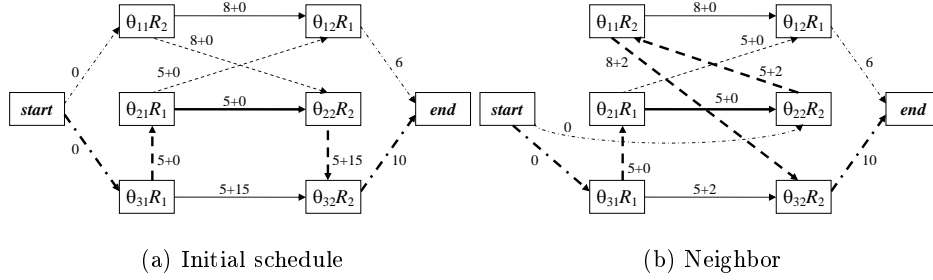 θ11R2 8+0 θ12R1
0 8+0 6
5+0
start θ21R1 5+0 θ22R2 end
0 5+0 5+15 10
θ31R1 5+15 θ32R2
(a) Initial schedule
θ11R2 8+0 θ12R1
5+0 6
8+2 5+2
start θ21R1 5+0 θ22R2 end
0
0 5+0 10
θ31R1 5+2 θ32R2
(b) Neighbor